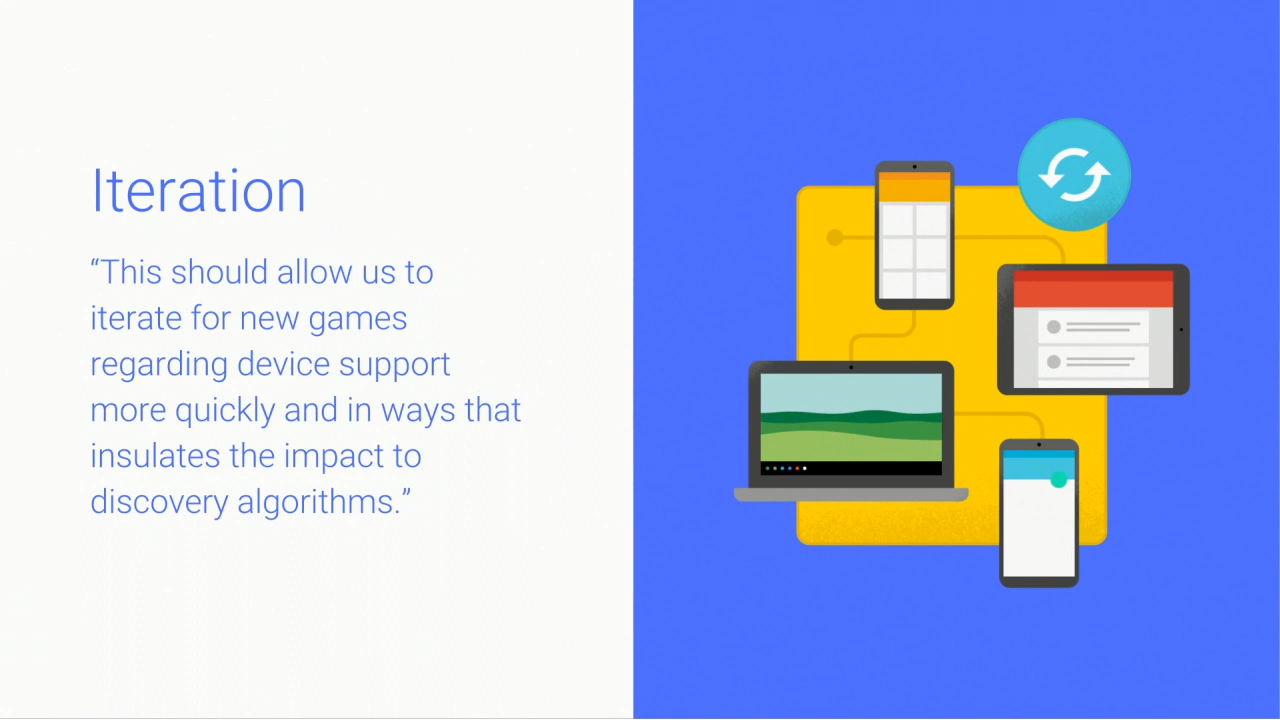 Iteration
“This should allow us to
iterate for new games
regarding device support
more quickly and in ways that
insulates the impact to
discovery algorithms.”